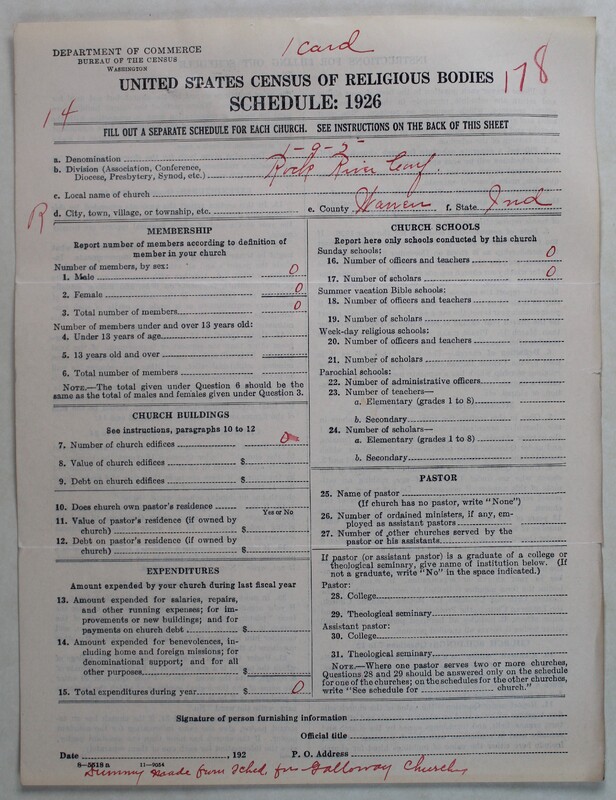 1 card
DEPARTMENT OF COMMERCE
BUREAU OF THE CENSUS
WASHINGTON
UNITED STATES CENSUS OF RELIGIOUS BODIES
178
SCHEDULE: 1926
14
FILL OUT A SEPARATE SCHEDULE FOR EACH CHURCH. SEE INSTRUCTIONS ON THE BACK OF THIS SHEET
a. Denomination 1-9-2-
b. Division (Association, Conference, Diocese, Presbytery, Synod, etc.) Rock River Conf.
c. Local name of church
R d. City, town, village, or township, etc. e. County Warren f. State Ind
MEMBERSHIP
Report number of members according to definition of
member in your church
Number of members, by sex:
1. Male 0
2. Female 0
3. Total number of members 0
Number of members under and over 13 years old:
4. Under 13 years of age
5. 13 years old and over
6. Total number of members
NOTE.—The total given under Question 6 should be the
same as the total of males and females given under Question 3.
CHURCH BUILDINGS
See instructions, paragraphs 10 to 12
7. Number of church edifices 0
8. Value of church edifices $
9. Debt on church edifices $
10. Does church own pastor's residence
Yes or No
11. Value of pastor's residence (if owned by
church) $
12. Debt on pastor's residence (if owned by
church) $
EXPENDITURES
Amount expended by your church during last fiscal year
13. Amount expended for salaries, repairs,
and other running expenses; for im-
provements or new buildings; and for
payments on church debt $
14. Amount expended for benevolences, in-
cluding home and foreign missions; for
denominational support; and for all
other purposes $
15. Total expenditures during year $ 0
CHURCH SCHOOLS
Report here only schools conducted by this church
Sunday schools:
16. Number of officers and teachers 0
17. Number of scholars 0
Summer vacation Bible schools:
18. Number of officers and teachers
19. Number of scholars
Week-day religious schools:
20. Number of officers and teachers
21. Number of scholars
Parochial schools:
22. Number of administrative officers
23. Number of teachers—
a. Elementary (grades 1 to 8)
b. Secondary
24. Number of scholars—
a. Elementary (grades 1 to 8)
b. Secondary
PASTOR
25. Name of pastor
(If church has no pastor, write "None")
26. Number of ordained ministers, if any, em-
ployed as assistant pastors
27. Number of other churches served by the
pastor or his assistants
If pastor (or assistant pastor) is a graduate of a college or
theological seminary, give name of institution below. (If
not a graduate, write "No" in the space indicated.)
Pastor:
28. College
29. Theological seminary
Assistant pastor:
30. College
31. Theological seminary
NOTE.—Where one pastor serves two or more churches,
Questions 28 and 29 should be answered only on the schedule
for one of the churches; on the schedules for the other churches,
write "See schedule for church."
Signature of person furnishing information
Official title
Date , 192 P. O. Address
8-5518 a 11-9054
Dummy made from Sched. for Galloway Church